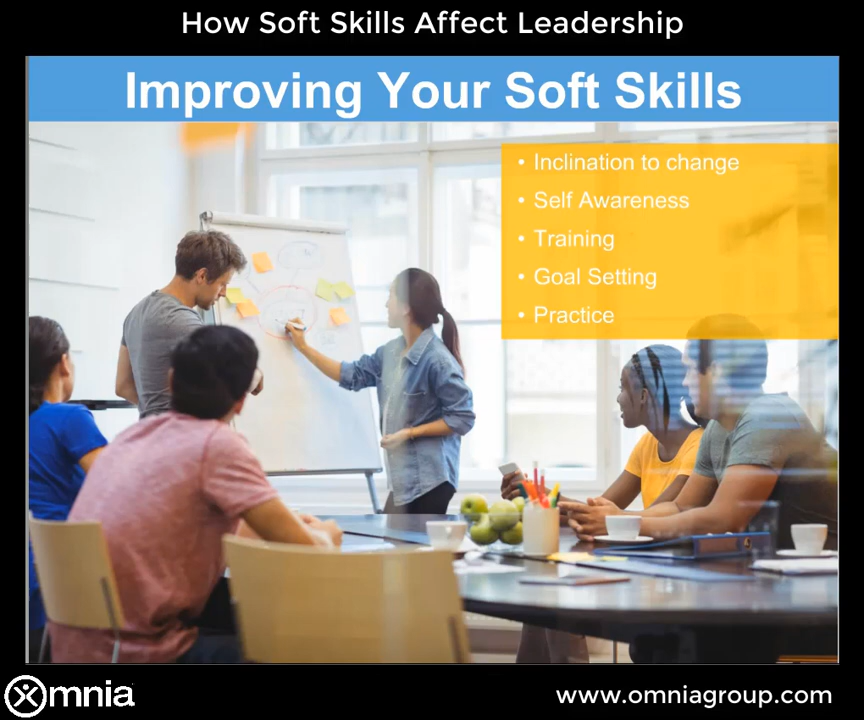 How Soft Skills Affect Leadership
Improving Your Soft Skills
• Inclination to change
• Self Awareness
• Training
• Goal Setting
• Practice
Omnia
www.omniagroup.com